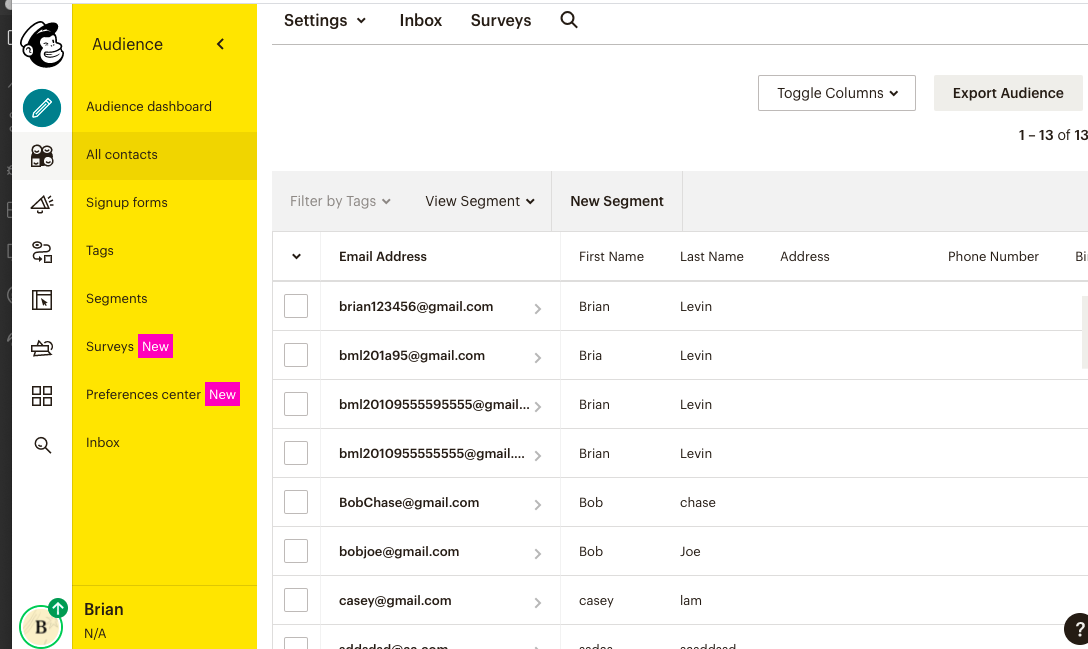 Settings Inbox Surveys
Audience
Toggle Columns Export Audience
1 – 13 of 13
Audience dashboard
All contacts
Signup forms
Tags
Segments
Surveys New
Preferences center New
Inbox
Filter by Tags View Segment New Segment
Email Address First Name Last Name Address Phone Number Bi
brian123456@gmail.com Brian Levin
bml201a95@gmail.com Bria Levin
bml20109555595555@gmail... Brian Levin
bml2010955555555@gmail.... Brian Levin
BobChase@gmail.com Bob chase
bobjoe@gmail.com Bob Joe
casey@gmail.com casey lam
Brian
N/A
B
?